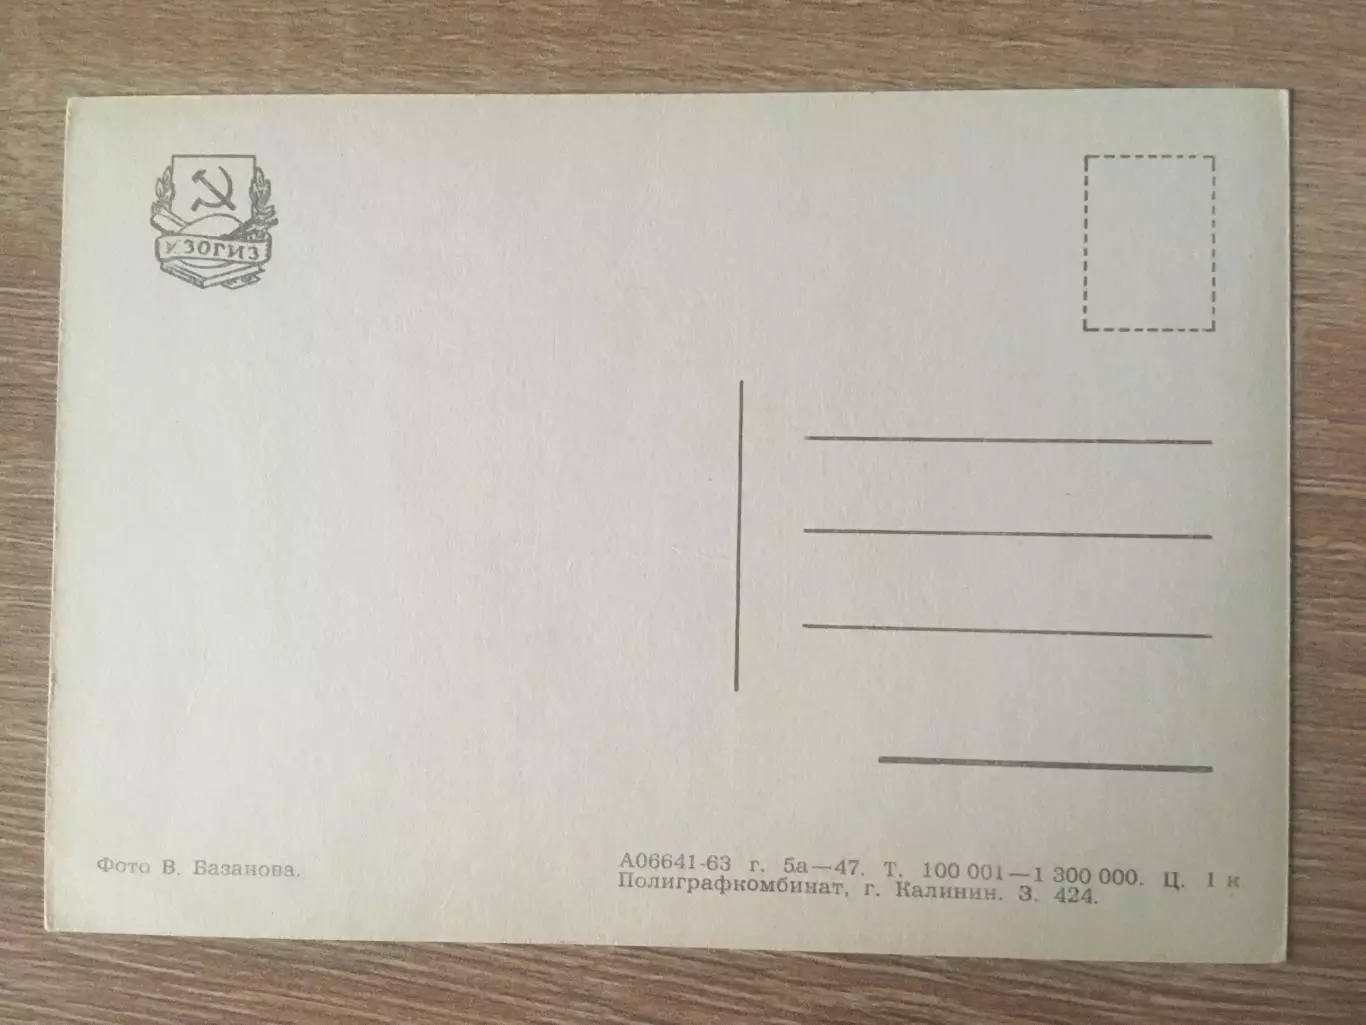 ИЗОГИЗ
Фото В. Базанова.
А06641-63 г. 5а—47. Т. 100 001—1 300 000. Ц. 1 к
Полиграфкомбинат, г. Калинин. З. 424.